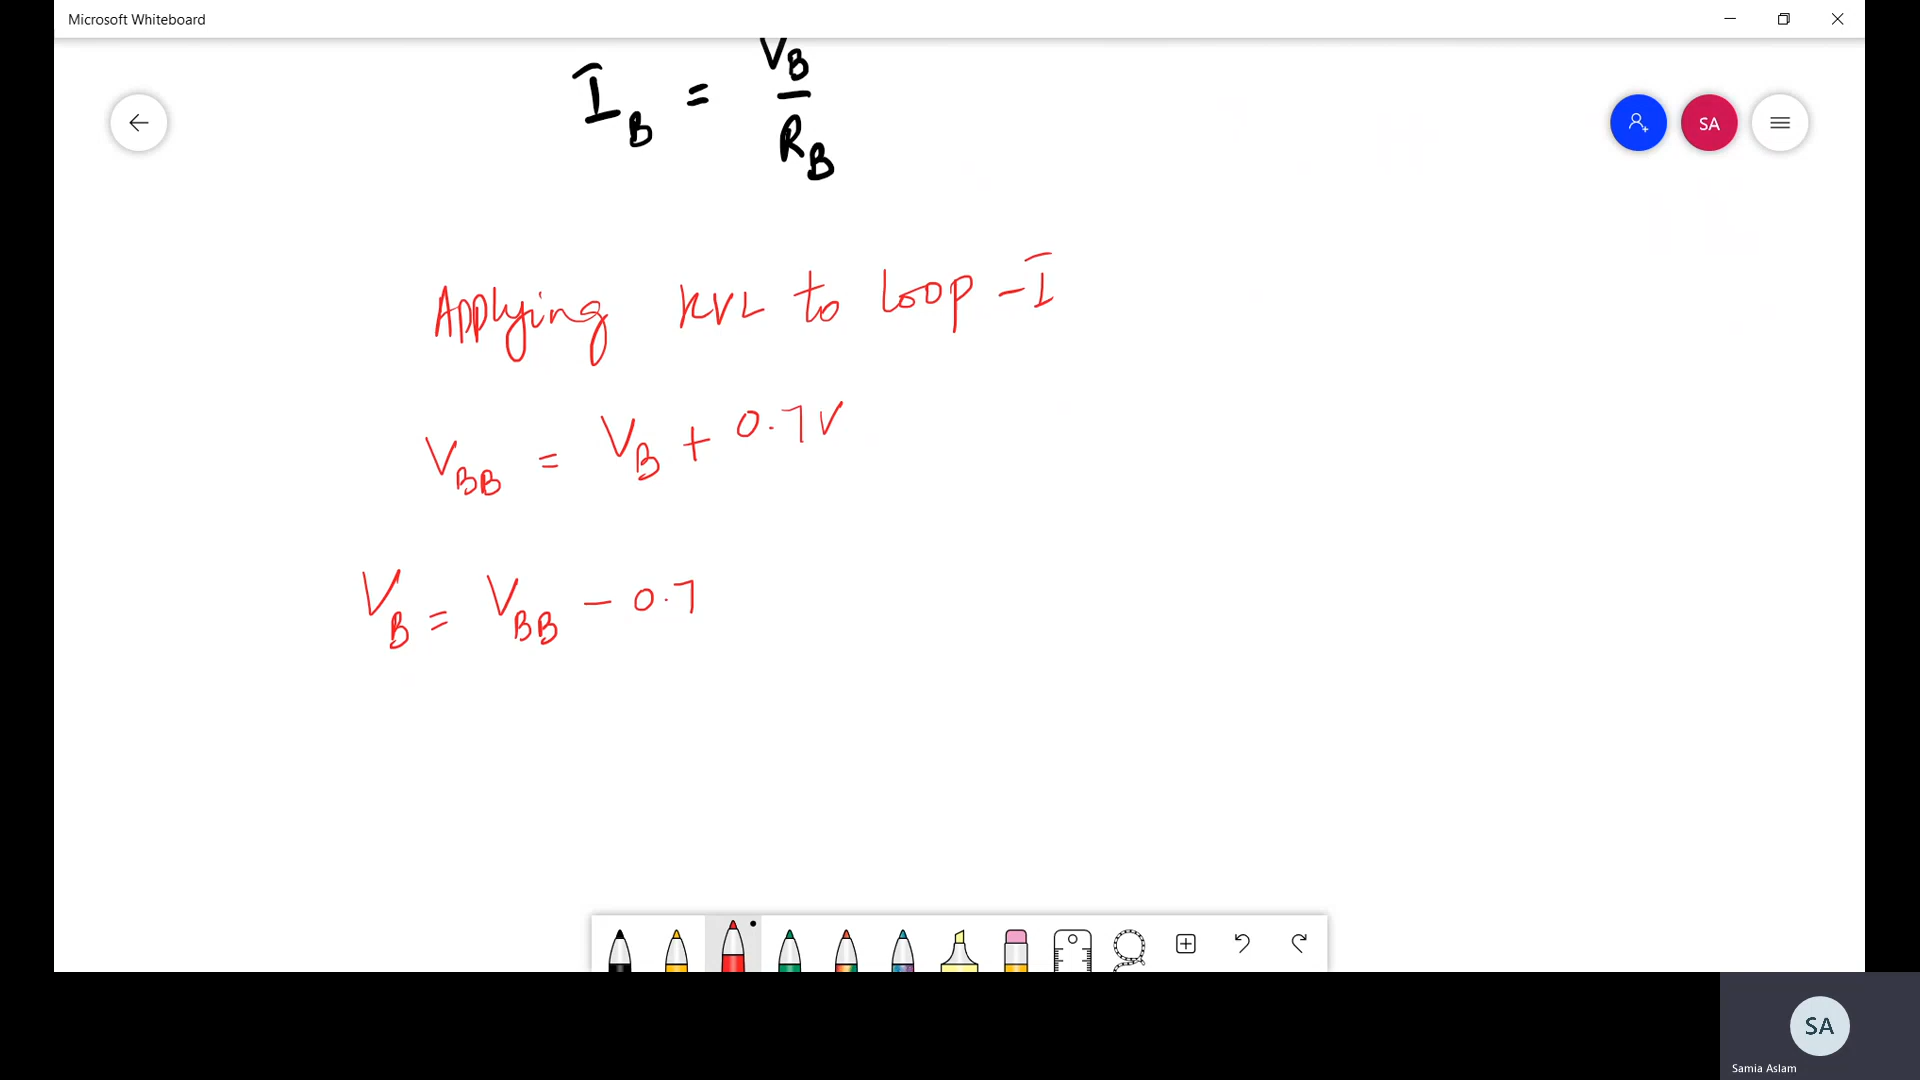 Microsoft Whiteboard
I_B = V_B / R_B
SA
Applying KVL to Loop - I
V_BB = V_B + 0.7 V
V_B = V_BB - 0.7
SA
Samia Aslam